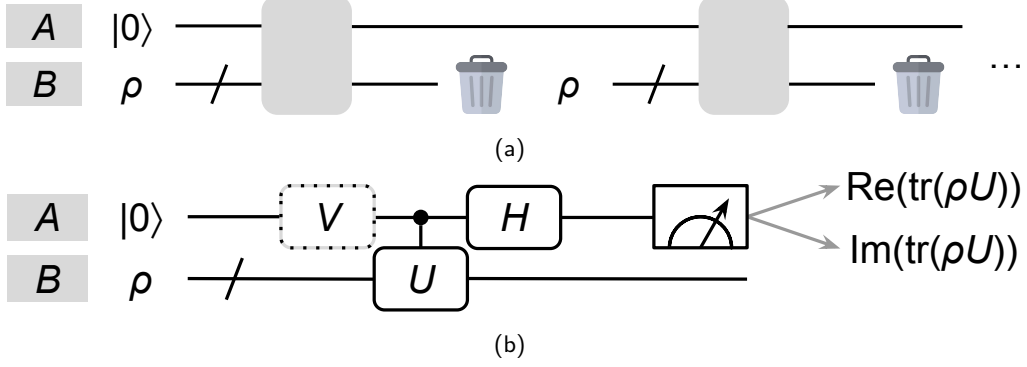 A |0⟩
B ρ ρ ...
(a)
A |0⟩ V H Re(tr(ρU))
B ρ U Im(tr(ρU))
(b)